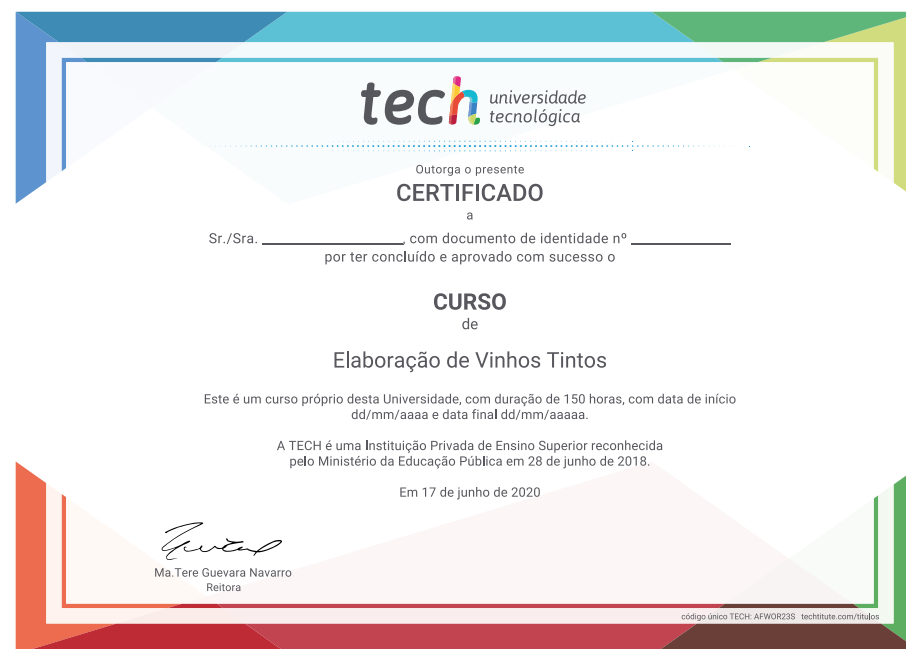 tech universidade
tecnológica
Outorga o presente
CERTIFICADO
a
Sr./Sra. ________________, com documento de identidade nº ____________
por ter concluído e aprovado com sucesso o
CURSO
de
Elaboração de Vinhos Tintos
Este é um curso próprio desta Universidade, com duração de 150 horas, com data de início
dd/mm/aaaa e data final dd/mm/aaaaa.
A TECH é uma Instituição Privada de Ensino Superior reconhecida
pelo Ministério da Educação Pública em 28 de junho de 2018.
Em 17 de junho de 2020
Ma.Tere Guevara Navarro
Reitora
código único TECH: AFWOR23S techtitute.com/titulos